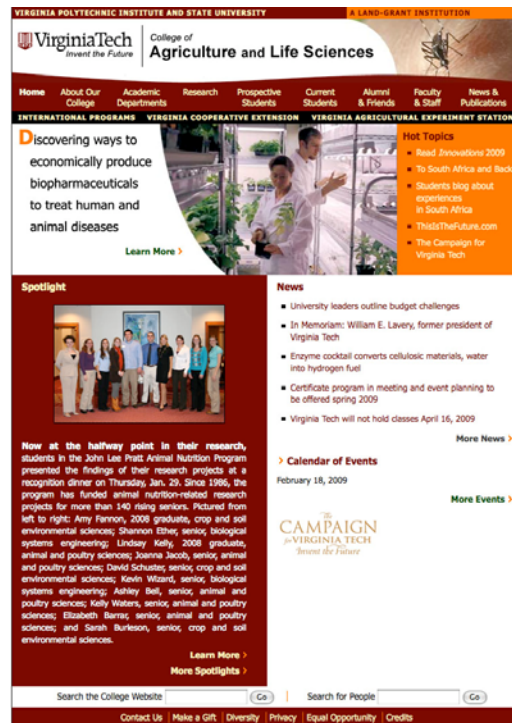 VIRGINIA POLYTECHNIC INSTITUTE AND STATE UNIVERSITY
A LAND-GRANT INSTITUTION
VirginiaTech
Invent the Future
College of
Agriculture and Life Sciences
Home
About Our
College
Academic
Departments
Research
Prospective
Students
Current
Students
Alumni
& Friends
Faculty
& Staff
News &
Publications
INTERNATIONAL PROGRAMS VIRGINIA COOPERATIVE EXTENSION VIRGINIA AGRICULTURAL EXPERIMENT STATION
Discovering ways to
economically produce
biopharmaceuticals
to treat human and
animal diseases
Learn More >
Hot Topics
Read Innovations 2009
To South Africa and Back
Students blog about
experiences
in South Africa
ThisIsTheFuture.com
The Campaign for
Virginia Tech
Spotlight
Now at the halfway point in their research,
students in the John Lee Pratt Animal Nutrition Program
presented the findings of their research projects at a
recognition dinner on Thursday, Jan. 29. Since 1986, the
program has funded animal nutrition-related research
projects for more than 140 rising seniors. Pictured from
left to right: Amy Fannon, 2008 graduate, crop and soil
environmental sciences; Shannon Ether, senior, biological
systems engineering; Lindsay Kelly, 2008 graduate,
animal and poultry sciences; Joanna Jacob, senior, animal
and poultry sciences; David Schuster, senior, crop and soil
environmental sciences; Kevin Wizard, senior, biological
systems engineering; Ashley Bell, senior, animal and
poultry sciences; Kelly Waters, senior, animal and poultry
sciences; Elizabeth Barrar, senior, animal and poultry
sciences; and Sarah Burleson, senior, crop and soil
environmental sciences.
Learn More >
More Spotlights >
News
University leaders outline budget challenges
In Memoriam: William E. Lavery, former president of
Virginia Tech
Enzyme cocktail converts cellulosic materials, water
into hydrogen fuel
Certificate program in meeting and event planning to
be offered spring 2009
Virginia Tech will not hold classes April 16, 2009
More News >
> Calendar of Events
February 18, 2009
More Events >
The
CAMPAIGN
for VIRGINIA TECH
Invent the Future
Search the College Website Go | Search for People Go
Contact Us | Make a Gift | Diversity | Privacy | Equal Opportunity | Credits